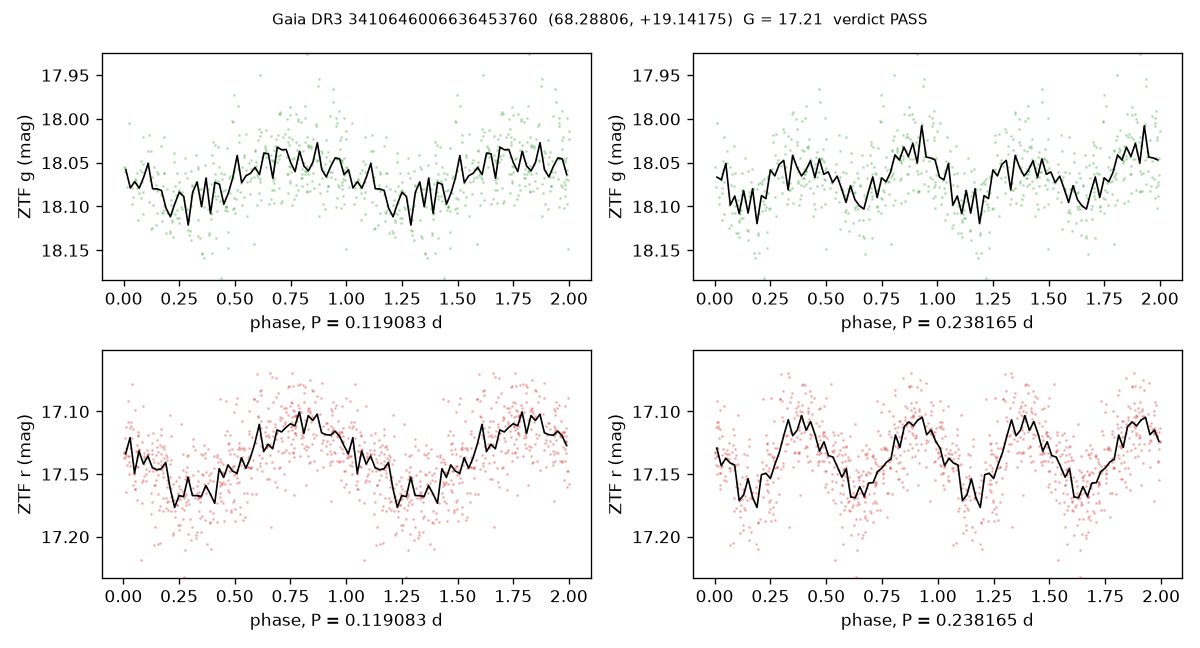 Gaia DR3 3410646006636453760 (68.28806, +19.14175) G = 17.21 verdict PASS
ZTF g (mag)
17.95
18.00
18.05
18.10
18.15
0.00 0.25 0.50 0.75 1.00 1.25 1.50 1.75 2.00
phase, P = 0.119083 d
ZTF g (mag)
17.95
18.00
18.05
18.10
18.15
0.00 0.25 0.50 0.75 1.00 1.25 1.50 1.75 2.00
phase, P = 0.238165 d
ZTF r (mag)
17.10
17.15
17.20
0.00 0.25 0.50 0.75 1.00 1.25 1.50 1.75 2.00
phase, P = 0.119083 d
ZTF r (mag)
17.10
17.15
17.20
0.00 0.25 0.50 0.75 1.00 1.25 1.50 1.75 2.00
phase, P = 0.238165 d